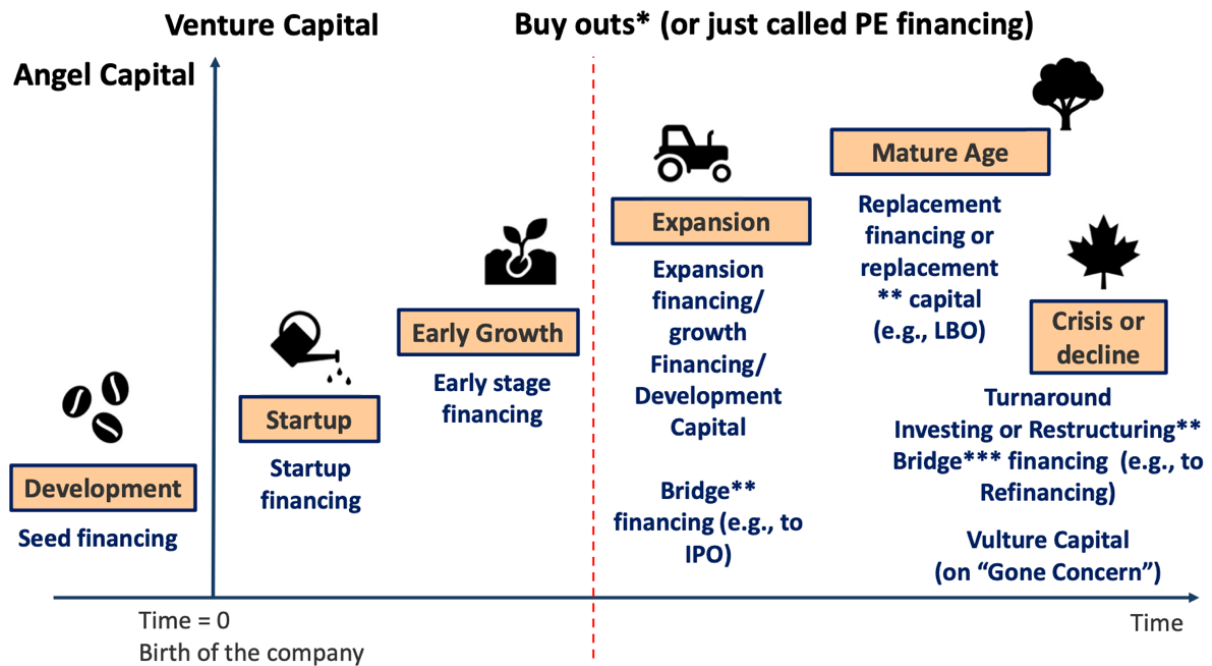 Venture Capital
Buy outs* (or just called PE financing)
Angel Capital
Development
Seed financing
Startup
Startup
financing
Early Growth
Early stage
financing
Expansion
Expansion
financing/
growth
Financing/
Development
Capital
Bridge**
financing (e.g., to
IPO)
Mature Age
Replacement
financing or
replacement
** capital
(e.g., LBO)
Crisis or
decline
Turnaround
Investing or Restructuring**
Bridge*** financing (e.g., to
Refinancing)
Vulture Capital
(on “Gone Concern”)
Time = 0
Birth of the company
Time